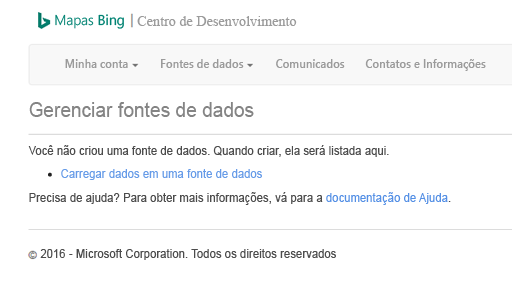 Mapas Bing | Centro de Desenvolvimento
Minha conta Fontes de dados Comunicados Contatos e Informações
Gerenciar fontes de dados
Você não criou uma fonte de dados. Quando criar, ela será listada aqui.
• Carregar dados em uma fonte de dados
Precisa de ajuda? Para obter mais informações, vá para a documentação de Ajuda.
© 2016 - Microsoft Corporation. Todos os direitos reservados